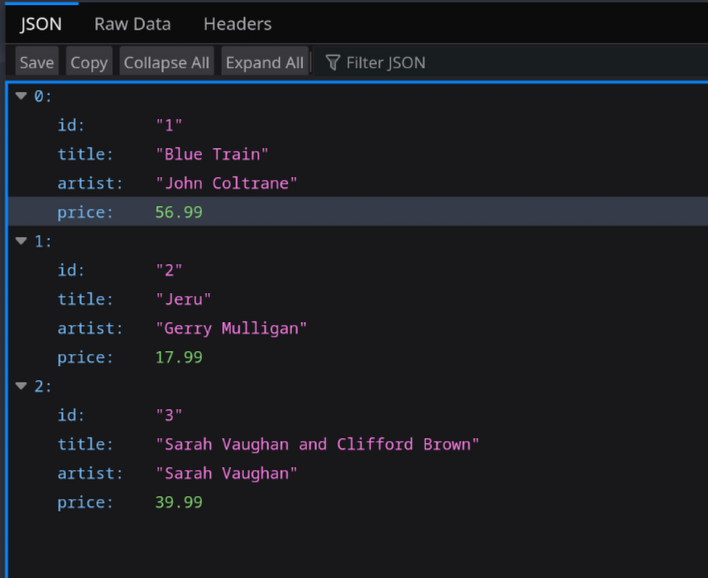 JSON Raw Data Headers
Save Copy Collapse All Expand All Filter JSON
0:
id: "1"
title: "Blue Train"
artist: "John Coltrane"
price: 56.99
1:
id: "2"
title: "Jeru"
artist: "Gerry Mulligan"
price: 17.99
2:
id: "3"
title: "Sarah Vaughan and Clifford Brown"
artist: "Sarah Vaughan"
price: 39.99